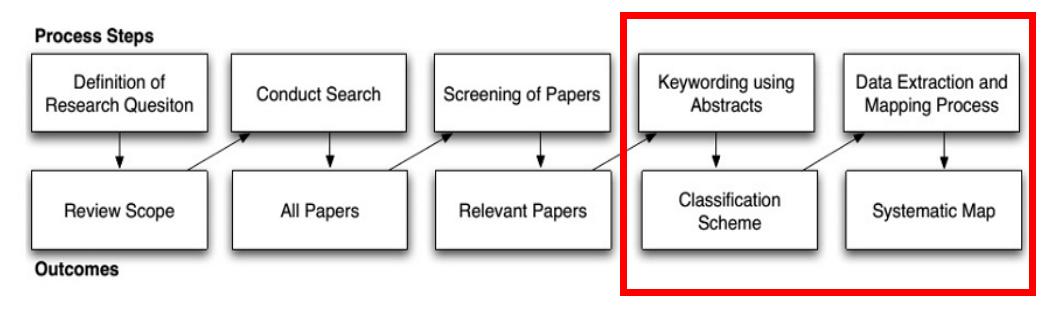 Process Steps
Definition of
Research Quesiton
Conduct Search
Screening of Papers
Keywording using
Abstracts
Data Extraction and
Mapping Process
Review Scope
All Papers
Relevant Papers
Classification
Scheme
Systematic Map
Outcomes